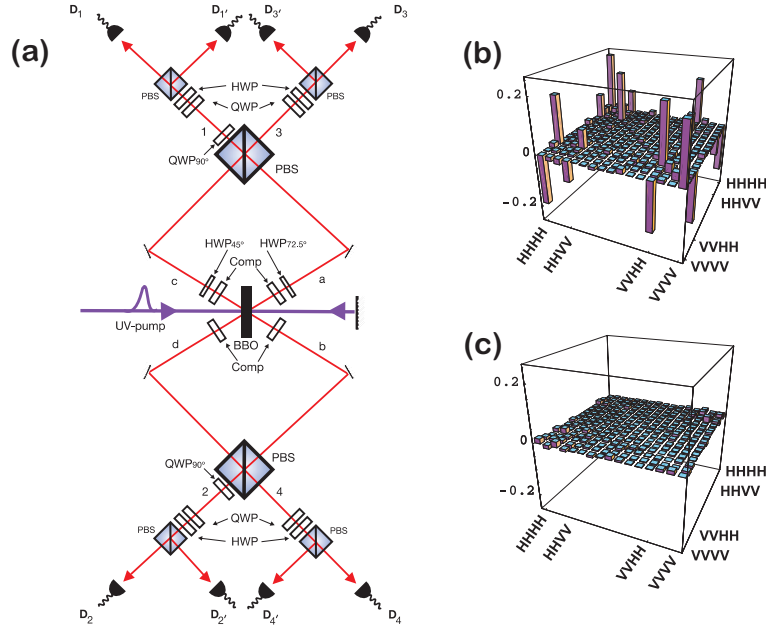 (a)
D1 D1' D3' D3
HWP
PBS PBS
QWP
1 3
QWP90°
PBS
HWP45° HWP72.5°
Comp
c a
UV-pump
BBO
d b
Comp
PBS
QWP90°
2 4
QWP
PBS PBS
HWP
D2 D2' D4' D4
(b)
0.2
0
-0.2
HHHH
HHVV
VVHH
VVVV
HHHH
HHVV
VVHH
VVVV
(c)
0.2
0
-0.2
HHHH
HHVV
VVHH
VVVV
HHHH
HHVV
VVHH
VVVV